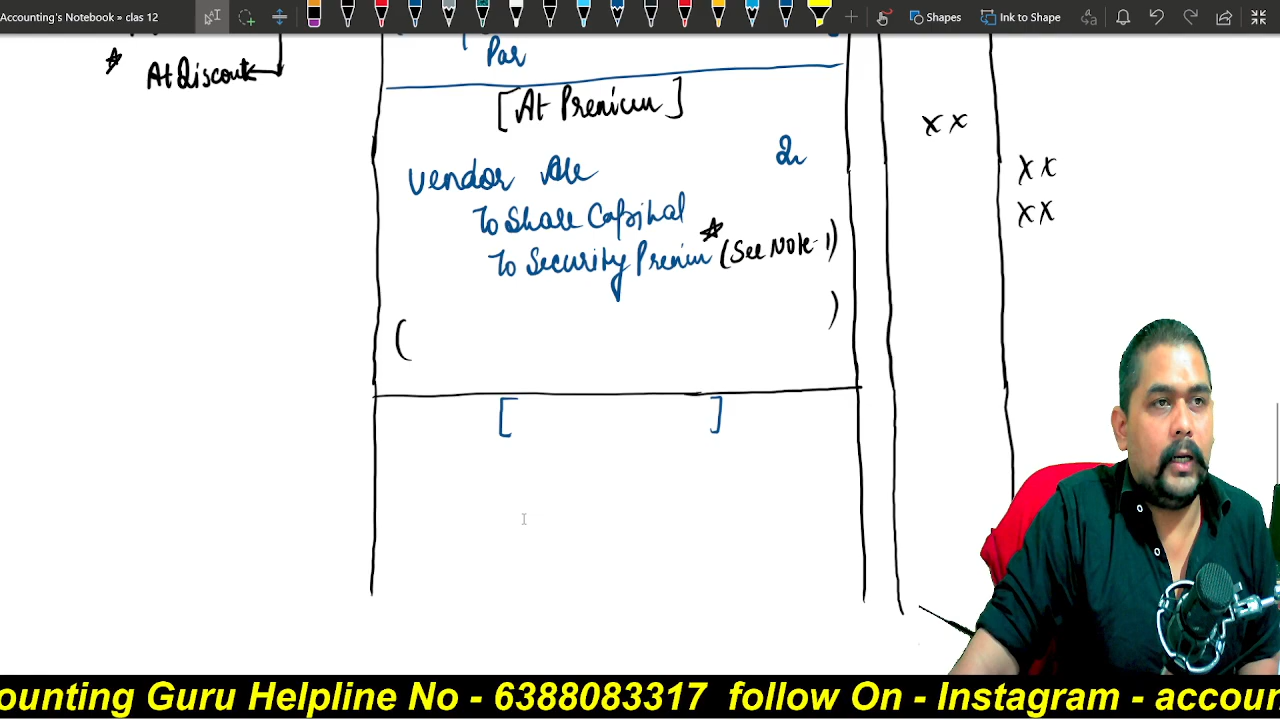 Accounting's Notebook » clas 12
Shapes
Ink to Shape
Par
At Discount
[At Premium]
Vendor A/c Dr
To Share Capital
To Security Premium (See Note-1)
( )
[ ]
xx
xx
xx
ounting Guru Helpline No - 6388083317 follow On - Instagram - accoun